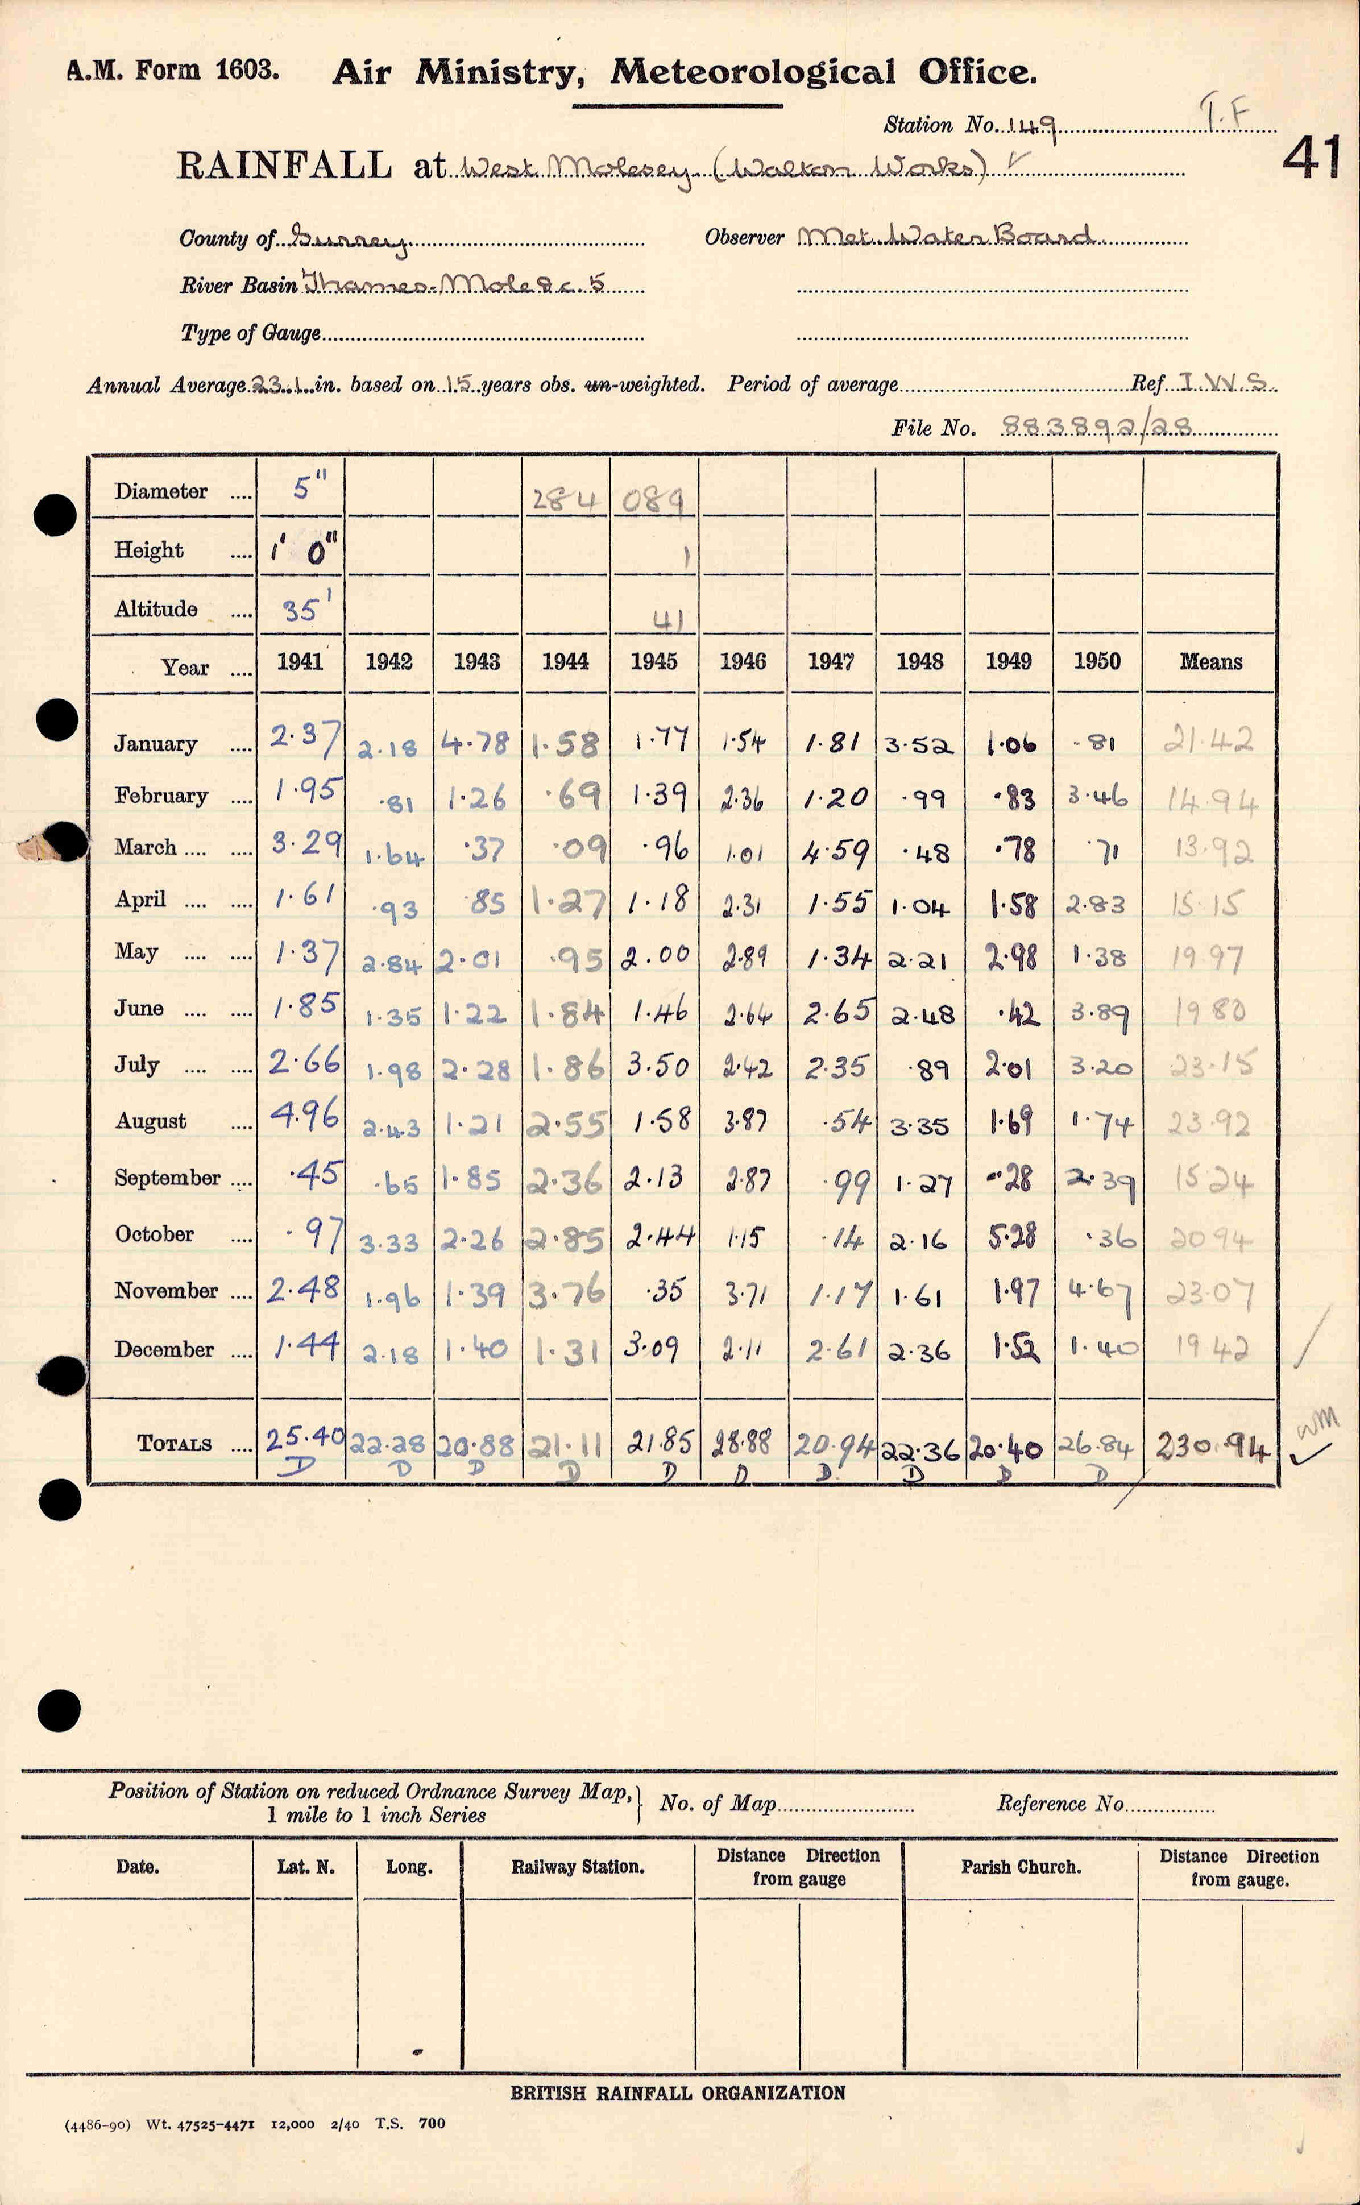 A.M. Form 1603. Air Ministry, Meteorological Office.
T.F
Station No. 149
41
RAINFALL at West Molesey (Walton Works) ✓
County of Surrey Observer Met. Water Board
River Basin Thames-Mole &c. 5
Type of Gauge
Annual Average 23.1 in. based on 15 years obs. un-weighted. Period of average Ref. I.W.S.
File No. 883892/28
Diameter .... 5" 284 089
Height .... 1' 0" 1
Altitude .... 35' 41
Year .... 1941 1942 1943 1944 1945 1946 1947 1948 1949 1950 Means
January .... 2.37 2.18 4.78 1.58 1.77 1.54 1.81 3.52 1.06 .81 21.42
February .... 1.95 .81 1.26 .69 1.39 2.36 1.20 .99 .83 3.46 14.94
March .... .... 3.29 1.64 .37 .09 .96 1.01 4.59 .48 .78 .71 13.92
April .... .... 1.61 .93 .85 1.27 1.18 2.31 1.55 1.04 1.58 2.83 15.15
May .... .... 1.37 2.84 2.01 .95 2.00 2.89 1.34 2.21 2.98 1.38 19.97
June .... .... 1.85 1.35 1.22 1.84 1.46 2.64 2.65 2.48 .42 3.89 19.80
July .... .... 2.66 1.98 2.28 1.86 3.50 2.42 2.35 .89 2.01 3.20 23.15
August .... 4.96 2.43 1.21 2.55 1.58 3.87 .54 3.35 1.69 1.74 23.92
September .... .45 .65 1.85 2.36 2.13 2.87 .99 1.27 .28 2.39 15.24
October .... .97 3.33 2.26 2.85 2.44 1.15 .14 2.16 5.28 .36 20.94
November .... 2.48 1.96 1.39 3.76 .35 3.71 1.17 1.61 1.97 4.67 23.07
December .... 1.44 2.18 1.40 1.31 3.09 2.11 2.61 2.36 1.52 1.40 19.42
TOTALS .... 25.40 22.28 20.88 21.11 21.85 28.88 20.94 22.36 20.40 26.84 230.94 WM ✓
D D D D D D D D D D
Position of Station on reduced Ordnance Survey Map, } No. of Map Reference No.
1 mile to 1 inch Series
Date. Lat. N. Long. Railway Station. Distance from gauge Direction Parish Church. Distance Direction from gauge.
BRITISH RAINFALL ORGANIZATION
(4486-90) Wt. 47525-4471 12,000 2/40 T.S. 700